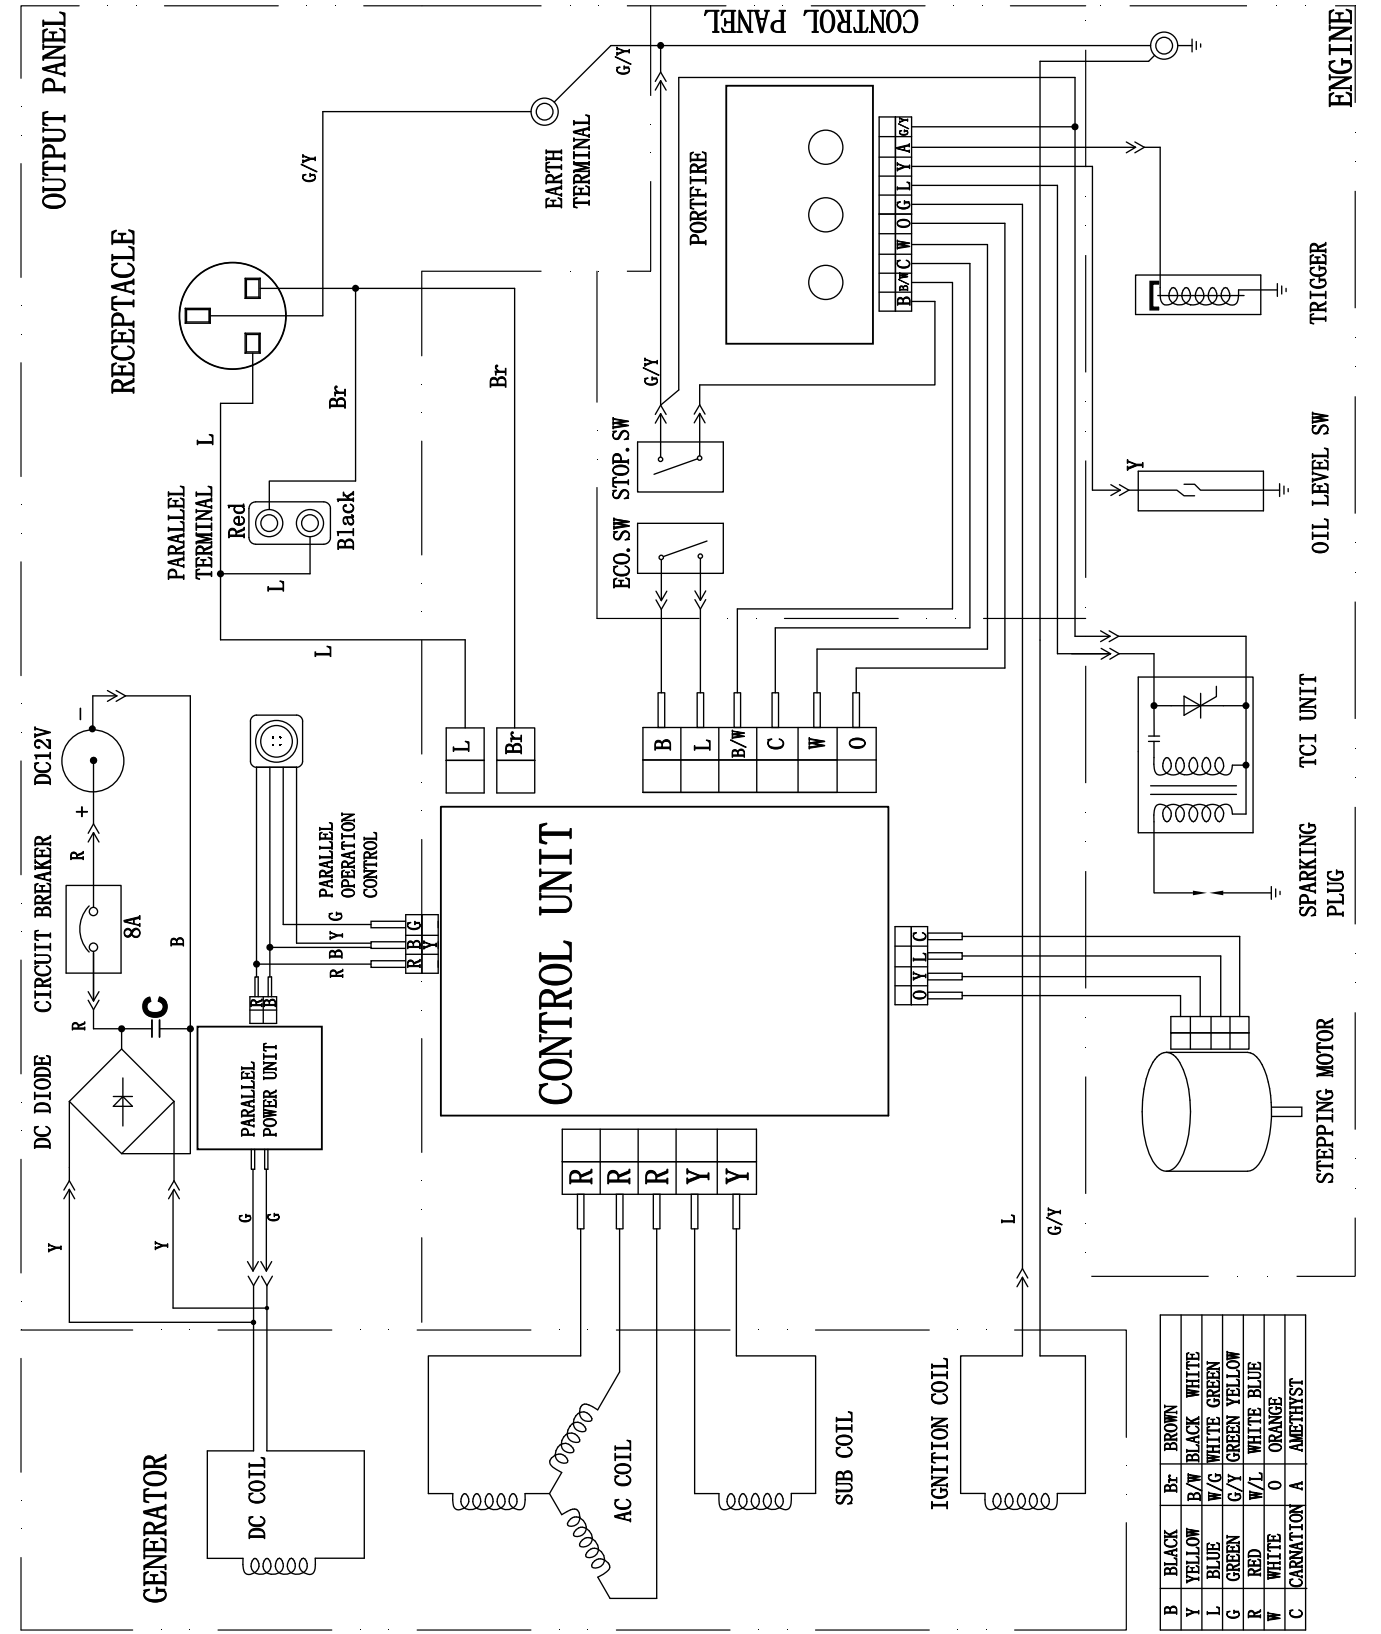 OUTPUT PANEL
CONTROL PANEL
ENGINE
RECEPTACLE
G/Y
G/Y
EARTH
TERMINAL
PORTFIRE
G/Y
A
Y
L
G
O
W
C
B/W
B
TRIGGER
L
Br
Br
G/Y
PARALLEL
TERMINAL
Red
Black
L
L
STOP.SW
ECO.SW
Y
OIL LEVEL SW
DC12V
+
−
R
CIRCUIT BREAKER
8A
B
R
C
DC DIODE
L
Br
B
L
B/W
C
W
O
PARALLEL
OPERATION
CONTROL
R B Y G
R
B
Y
G
R
B
PARALLEL
POWER UNIT
CONTROL UNIT
TCI UNIT
SPARKING
PLUG
O
Y
L
C
STEPPING MOTOR
Y
Y
G
G
R
R
R
Y
Y
L
G/Y
GENERATOR
DC COIL
AC COIL
SUB COIL
IGNITION COIL
B BLACK Br BROWN
Y YELLOW B/W BLACK WHITE
L BLUE W/G WHITE GREEN
G GREEN G/Y GREEN YELLOW
R RED W/L WHITE BLUE
W WHITE O ORANGE
C CARNATION A AMETHYST